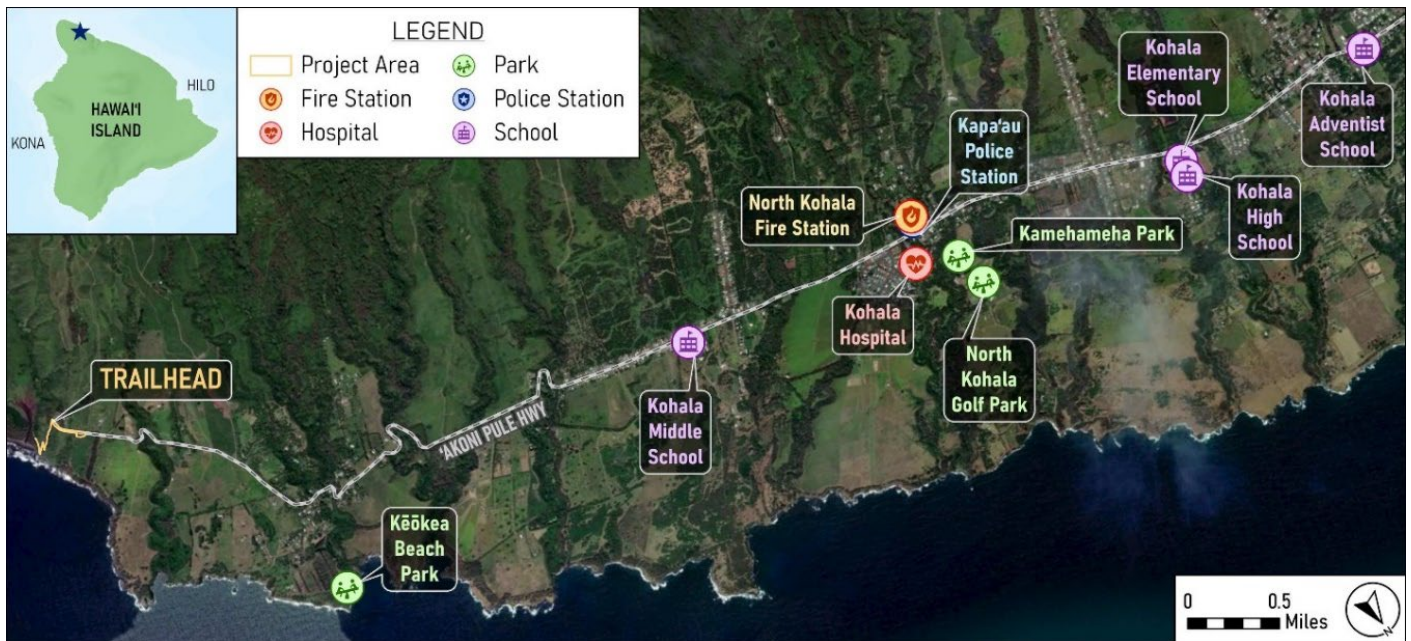 HAWAI'I
ISLAND
HILO
KONA
LEGEND
Project Area
Park
Fire Station
Police Station
Hospital
School
Kohala
Elementary
School
Kohala
Adventist
School
Kapa'au
Police
Station
North Kohala
Fire Station
Kohala
High
School
Kamehameha Park
Kohala
Hospital
North
Kohala
Golf Park
TRAILHEAD
'AKONI PULE HWY
Kohala
Middle
School
Kēōkea
Beach
Park
0 0.5
Miles
N